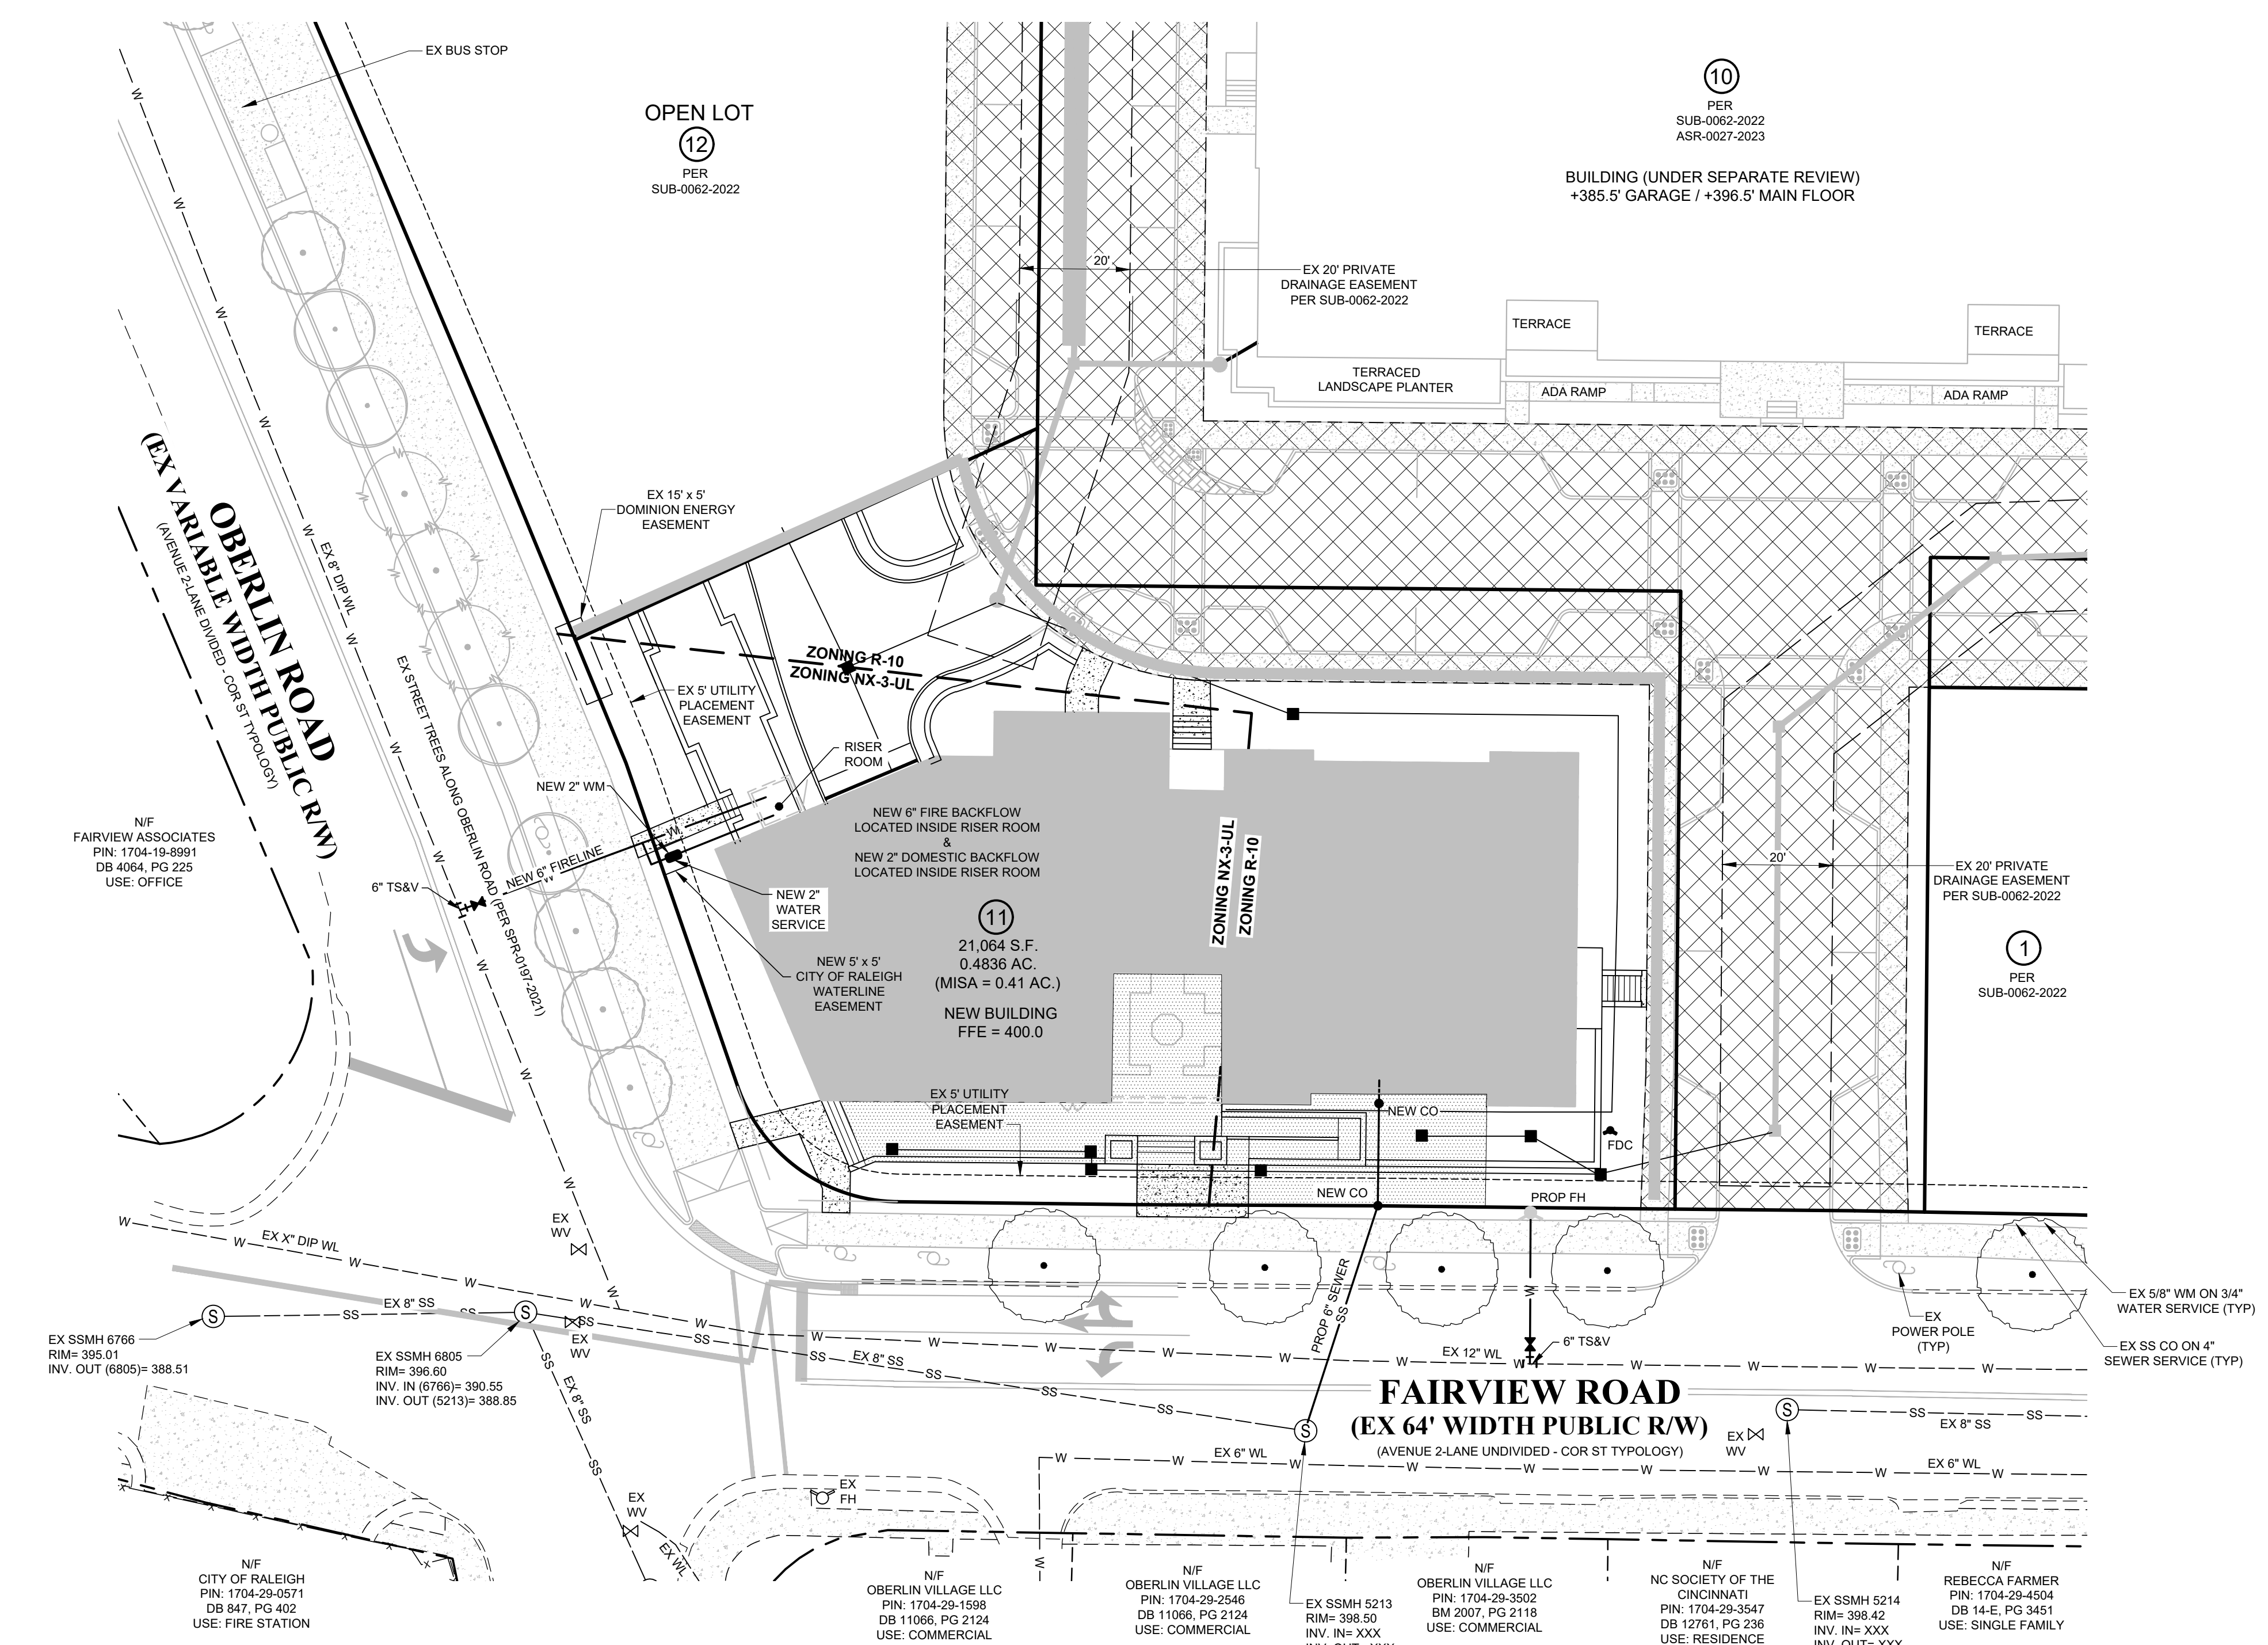 EX BUS STOP
OPEN LOT
12
PER
SUB-0062-2022
10
PER
SUB-0062-2022
ASR-0027-2023
BUILDING (UNDER SEPARATE REVIEW)
+385.5' GARAGE / +396.5' MAIN FLOOR
20'
EX 20' PRIVATE
DRAINAGE EASEMENT
PER SUB-0062-2022
TERRACE
TERRACE
TERRACED
LANDSCAPE PLANTER
ADA RAMP
ADA RAMP
OBERLIN ROAD
(EX VARIABLE WIDTH PUBLIC R/W)
(AVENUE 2-LANE DIVIDED - COR ST TYPOLOGY)
EX 8" DIP WL
EX STREET TREES ALONG OBERLIN ROAD (PER SPR-0197-2021)
EX 15' x 5'
DOMINION ENERGY
EASEMENT
ZONING R-10
ZONING NX-3-UL
EX 5' UTILITY
PLACEMENT
EASEMENT
RISER
ROOM
NEW 2" WM
NEW 6" FIRELINE
6" TS&V
NEW 6" FIRE BACKFLOW
LOCATED INSIDE RISER ROOM
&
NEW 2" DOMESTIC BACKFLOW
LOCATED INSIDE RISER ROOM
NEW 2"
WATER
SERVICE
NEW 5' x 5'
CITY OF RALEIGH
WATERLINE
EASEMENT
11
21,064 S.F.
0.4836 AC.
(MISA = 0.41 AC.)
NEW BUILDING
FFE = 400.0
ZONING NX-3-UL
ZONING R-10
20'
EX 20' PRIVATE
DRAINAGE EASEMENT
PER SUB-0062-2022
1
PER
SUB-0062-2022
N/F
FAIRVIEW ASSOCIATES
PIN: 1704-19-8991
DB 4064, PG 225
USE: OFFICE
EX 5' UTILITY
PLACEMENT
EASEMENT
NEW CO
FDC
NEW CO
PROP FH
EX
WV
EX X" DIP WL
EX 8" SS
S
S
EX
WV
EX SSMH 6766
RIM= 395.01
INV. OUT (6805)= 388.51
EX SSMH 6805
RIM= 396.60
INV. IN (6766)= 390.55
INV. OUT (5213)= 388.85
EX 8" SS
EX 8" SS
PROP 6" SEWER
SS
EX 12" WL
6" TS&V
EX
POWER POLE
(TYP)
EX 5/8" WM ON 3/4"
WATER SERVICE (TYP)
EX SS CO ON 4"
SEWER SERVICE (TYP)
FAIRVIEW ROAD
(EX 64' WIDTH PUBLIC R/W)
(AVENUE 2-LANE UNDIVIDED - COR ST TYPOLOGY)
S
S
EX 8" SS
EX
WV
EX 6" WL
EX 6" WL
EX
FH
EX
WV
EX WL
N/F
CITY OF RALEIGH
PIN: 1704-29-0571
DB 847, PG 402
USE: FIRE STATION
N/F
OBERLIN VILLAGE LLC
PIN: 1704-29-1598
DB 11066, PG 2124
USE: COMMERCIAL
N/F
OBERLIN VILLAGE LLC
PIN: 1704-29-2546
DB 11066, PG 2124
USE: COMMERCIAL
EX SSMH 5213
RIM= 398.50
INV. IN= XXX
INV. OUT= XXX
N/F
OBERLIN VILLAGE LLC
PIN: 1704-29-3502
BM 2007, PG 2118
USE: COMMERCIAL
N/F
NC SOCIETY OF THE
CINCINNATI
PIN: 1704-29-3547
DB 12761, PG 236
USE: RESIDENCE
EX SSMH 5214
RIM= 398.42
INV. IN= XXX
INV. OUT= XXX
N/F
REBECCA FARMER
PIN: 1704-29-4504
DB 14-E, PG 3451
USE: SINGLE FAMILY